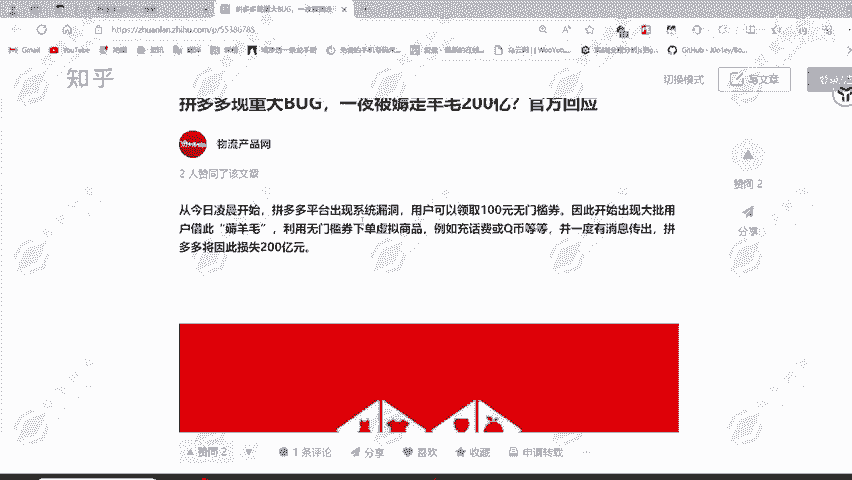 拼多多现重大BUG，一夜被薅走羊毛200亿？官
https://zhuanlan.zhihu.com/p/55386785
Gmail
YouTube
地图
GitHub
知乎
切换模式
写文章
拼多多现重大BUG，一夜被薅走羊毛200亿？官方回应
物流产品网
2 人赞同了该文章
从今日凌晨开始，拼多多平台出现系统漏洞，用户可以领取100元无门槛券。因此开始出现大批用
户借此“薅羊毛”，利用无门槛券下单虚拟商品，例如充话费或Q币等等，并一度有消息传出，拼
多多将因此损失200亿元。
赞同 2
分享
赞同 2
1 条评论
分享
喜欢
收藏
申请转载